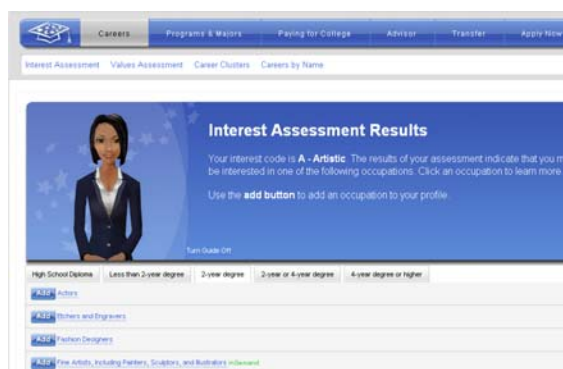 Careers Programs & Majors Paying for College Advisor Transfer Apply Now
Interest Assessment Values Assessment Career Clusters Careers by Name
Interest Assessment Results
Your interest code is A - Artistic. The results of your assessment indicate that you m
be interested in one of the following occupations. Click an occupation to learn more.
Use the add button to add an occupation to your profile.
Turn Guide Off
High School Diploma Less than 2-year degree 2-year degree 2-year or 4-year degree 4-year degree or higher
Add Actors
Add Etchers and Engravers
Add Fashion Designers
Add Fine Artists, Including Painters, Sculptors, and Illustrators inDemand